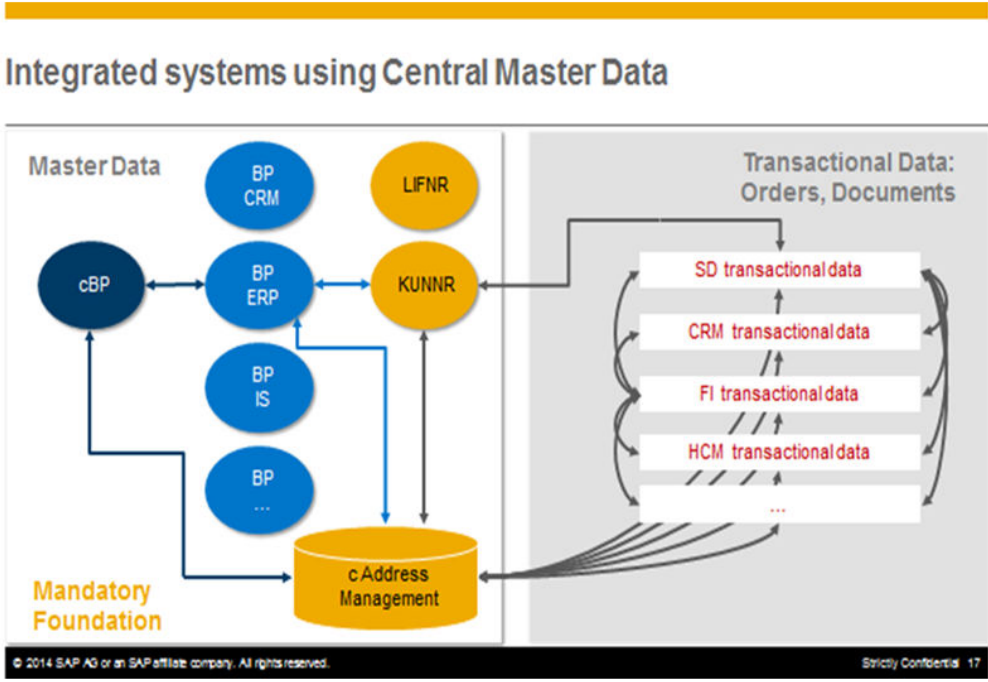 Integrated systems using Central Master Data
Master Data
BP
CRM
LIFNR
Transactional Data:
Orders, Documents
cBP
BP
ERP
KUNNR
SD transactional data
CRM transactional data
BP
IS
FI transactional data
HCM transactional data
BP
...
...
c Address
Management
Mandatory
Foundation
© 2014 SAP AG or an SAP affiliate company. All rights reserved.
Strictly Confidential 17